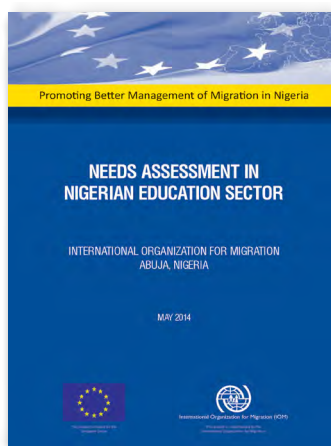 Promoting Better Management of Migration in Nigeria
NEEDS ASSESSMENT IN
NIGERIAN EDUCATION SECTOR
INTERNATIONAL ORGANIZATION FOR MIGRATION
ABUJA, NIGERIA
MAY 2014
International Organization for Migration (IOM)